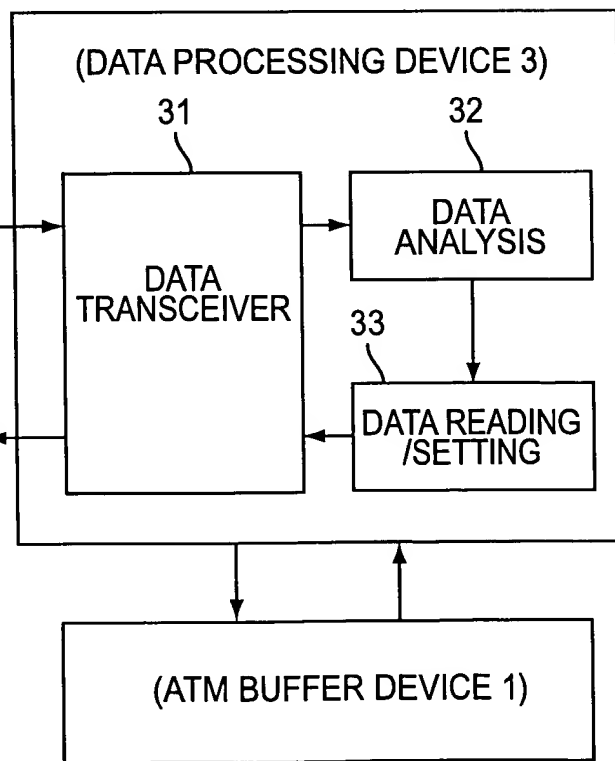 (DATA PROCESSING DEVICE 3)
31
32
DATA
TRANSCEIVER
DATA
ANALYSIS
33
DATA READING
/SETTING
(ATM BUFFER DEVICE 1)